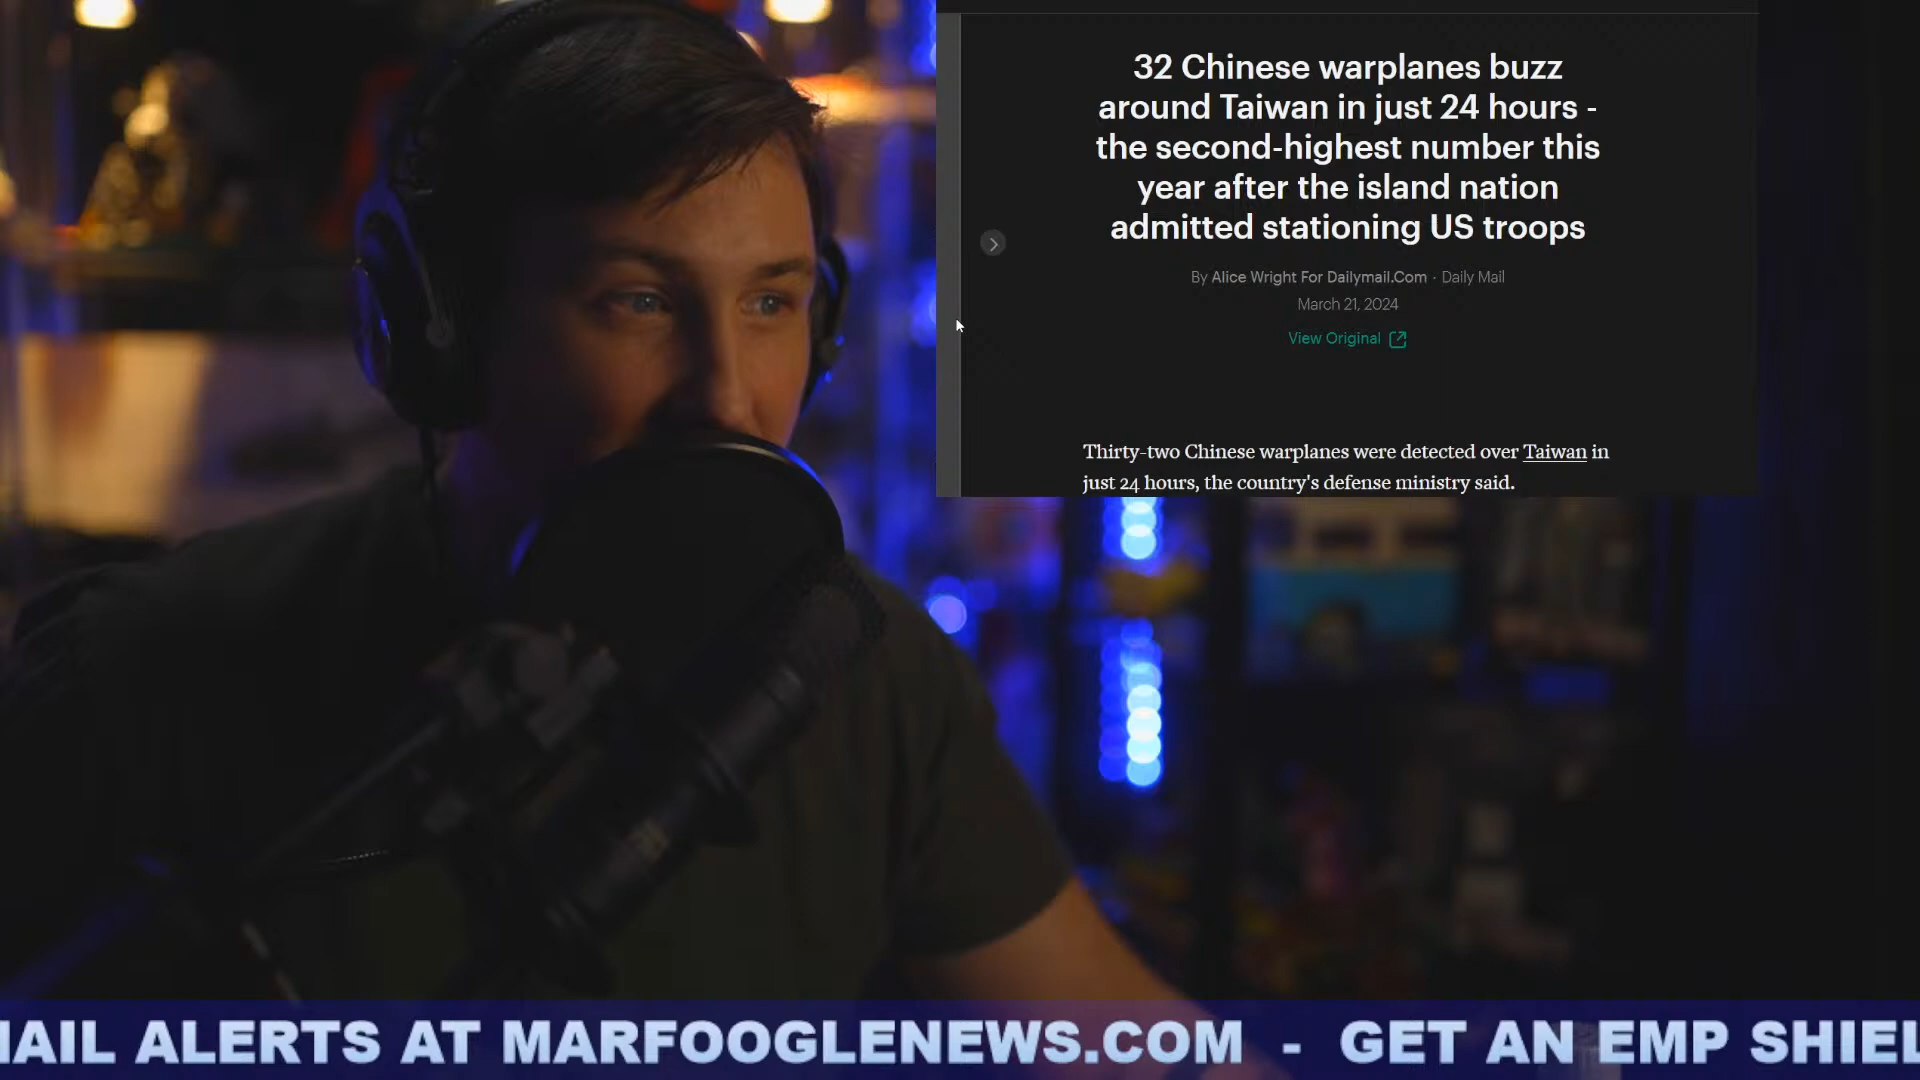 32 Chinese warplanes buzz
around Taiwan in just 24 hours -
the second-highest number this
year after the island nation
admitted stationing US troops
By Alice Wright For Dailymail.Com · Daily Mail
March 21, 2024
View Original
Thirty-two Chinese warplanes were detected over Taiwan in
just 24 hours, the country's defense ministry said.
MAIL ALERTS AT MARFOOGLENEWS.COM - GET AN EMP SHIEL